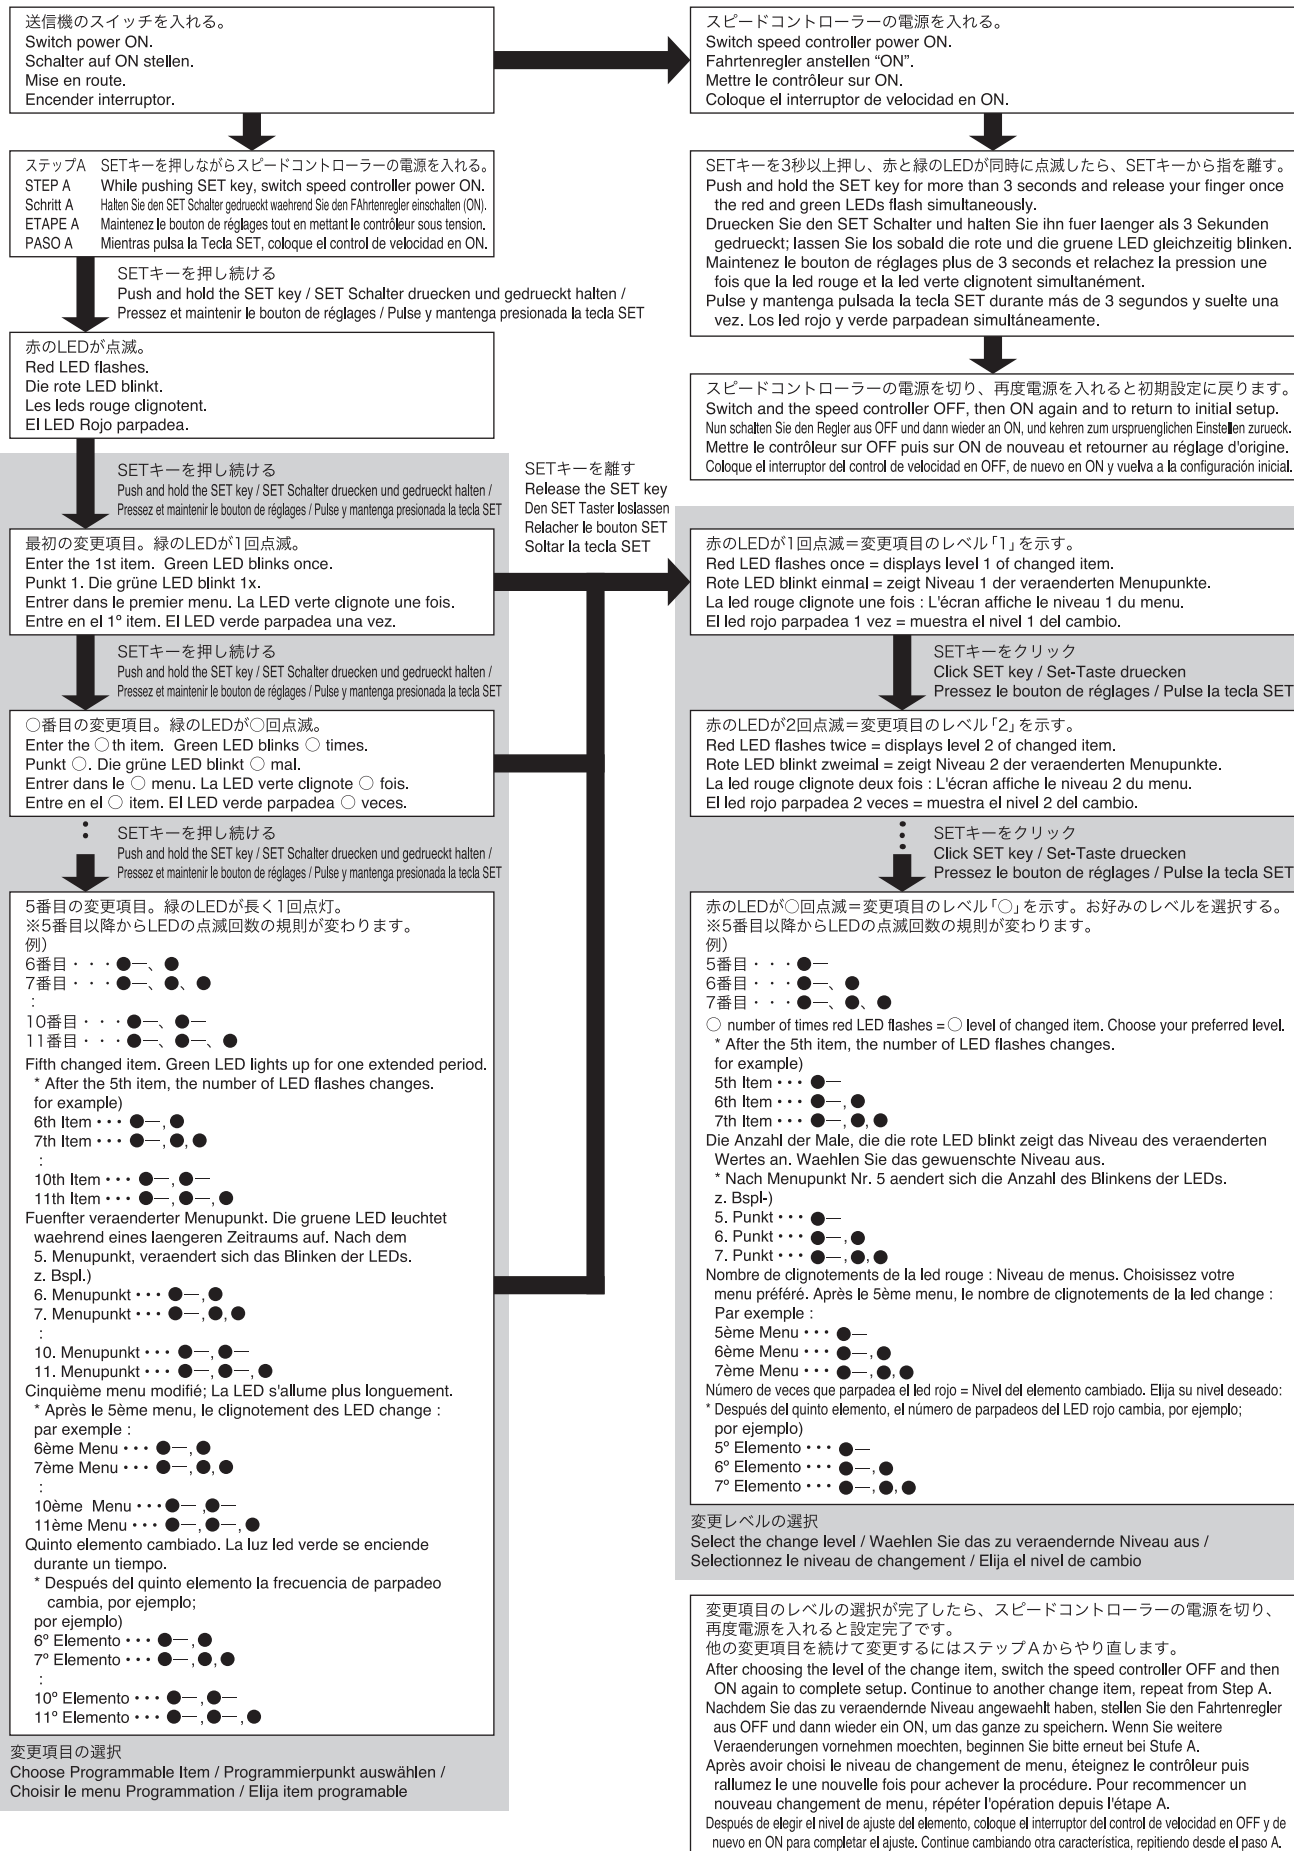 送信機のスイッチを入れる。
Switch power ON.
Schalter auf ON stellen.
Mise en route.
Encender interruptor.
スピードコントローラーの電源を入れる。
Switch speed controller power ON.
Fahrtenregler anstellen “ON”.
Mettre le contrôleur sur ON.
Coloque el interruptor de velocidad en ON.
ステップA SETキーを押しながらスピードコントローラーの電源を入れる。
STEP A While pushing SET key, switch speed controller power ON.
Schritt A Halten Sie den SET Schalter gedrueckt waehrend Sie den FAhrtenregler einschalten (ON).
ETAPE A Maintenez le bouton de réglages tout en mettant le contrôleur sous tension.
PASO A Mientras pulsa la Tecla SET, coloque el control de velocidad en ON.
SETキーを押し続ける
Push and hold the SET key / SET Schalter druecken und gedrueckt halten /
Pressez et maintenir le bouton de réglages / Pulse y mantenga presionada la tecla SET
赤のLEDが点滅。
Red LED flashes.
Die rote LED blinkt.
Les leds rouge clignotent.
El LED Rojo parpadea.
SETキーを3秒以上押し、赤と緑のLEDが同時に点滅したら、SETキーから指を離す。
Push and hold the SET key for more than 3 seconds and release your finger once
the red and green LEDs flash simultaneously.
Druecken Sie den SET Schalter und halten Sie ihn fuer laenger als 3 Sekunden
gedrueckt; lassen Sie los sobald die rote und die gruene LED gleichzeitig blinken.
Maintenez le bouton de réglages plus de 3 seconds et relachez la pression une
fois que la led rouge et la led verte clignotent simultanément.
Pulse y mantenga pulsada la tecla SET durante más de 3 segundos y suelte una
vez. Los led rojo y verde parpadean simultáneamente.
スピードコントローラーの電源を切り、再度電源を入れると初期設定に戻ります。
Switch and the speed controller OFF, then ON again and to return to initial setup.
Nun schalten Sie den Regler aus OFF und dann wieder an ON, und kehren zum urspruenglichen Einstellen zurueck.
Mettre le contrôleur sur OFF puis sur ON de nouveau et retourner au réglage d'origine.
Coloque el interruptor del control de velocidad en OFF, de nuevo en ON y vuelva a la configuración inicial.
SETキーを押し続ける
Push and hold the SET key / SET Schalter druecken und gedrueckt halten /
Pressez et maintenir le bouton de réglages / Pulse y mantenga presionada la tecla SET
SETキーを離す
Release the SET key
Den SET Taster loslassen
Relacher le bouton SET
Soltar la tecla SET
最初の変更項目。緑のLEDが1回点滅。
Enter the 1st item. Green LED blinks once.
Punkt 1. Die grüne LED blinkt 1x.
Entrer dans le premier menu. La LED verte clignote une fois.
Entre en el 1º item. El LED verde parpadea una vez.
SETキーを押し続ける
Push and hold the SET key / SET Schalter druecken und gedrueckt halten /
Pressez et maintenir le bouton de réglages / Pulse y mantenga presionada la tecla SET
○番目の変更項目。緑のLEDが○回点滅。
Enter the ○ th item. Green LED blinks ○ times.
Punkt ○. Die grüne LED blinkt ○ mal.
Entrer dans le ○ menu. La LED verte clignote ○ fois.
Entre en el ○ item. El LED verde parpadea ○ veces.
SETキーを押し続ける
Push and hold the SET key / SET Schalter druecken und gedrueckt halten /
Pressez et maintenir le bouton de réglages / Pulse y mantenga presionada la tecla SET
5番目の変更項目。緑のLEDが長く1回点灯。
※5番目以降からLEDの点滅回数の規則が変わります。
例）
6番目・・・●—、●
7番目・・・●—、●、●
:
10番目・・・●—、●—
11番目・・・●—、●—、●
Fifth changed item. Green LED lights up for one extended period.
* After the 5th item, the number of LED flashes changes.
for example)
6th Item ・・・ ●—, ●
7th Item ・・・ ●—, ●, ●
:
10th Item ・・・ ●—, ●—
11th Item ・・・ ●—, ●—, ●
Fuenfter veraenderter Menupunkt. Die gruene LED leuchtet
waehrend eines laengeren Zeitraums auf. Nach dem
5. Menupunkt, veraendert sich das Blinken der LEDs.
z. Bspl.)
6. Menupunkt ・・・ ●—, ●
7. Menupunkt ・・・ ●—, ●, ●
:
10. Menupunkt ・・・ ●—, ●—
11. Menupunkt ・・・ ●—, ●—, ●
Cinquième menu modifié; La LED s'allume plus longuement.
* Après le 5ème menu, le clignotement des LED change :
par exemple :
6ème Menu ・・・ ●—, ●
7ème Menu ・・・ ●—, ●, ●
:
10ème Menu ・・・ ●—, ●—
11ème Menu ・・・ ●—, ●—, ●
Quinto elemento cambiado. La luz led verde se enciende
durante un tiempo.
* Después del quinto elemento la frecuencia de parpadeo
cambia, por ejemplo;
por ejemplo)
6º Elemento ・・・ ●—, ●
7º Elemento ・・・ ●—, ●, ●
:
10º Elemento ・・・ ●—, ●—
11º Elemento ・・・ ●—, ●—, ●
変更項目の選択
Choose Programmable Item / Programmierpunkt auswählen /
Choisir le menu Programmation / Elija item programable
赤のLEDが1回点滅＝変更項目のレベル「1」を示す。
Red LED flashes once = displays level 1 of changed item.
Rote LED blinkt einmal = zeigt Niveau 1 der veraenderten Menupunkte.
La led rouge clignote une fois : L'écran affiche le niveau 1 du menu.
El led rojo parpadea 1 vez = muestra el nivel 1 del cambio.
SETキーをクリック
Click SET key / Set-Taste druecken
Pressez le bouton de réglages / Pulse la tecla SET
赤のLEDが2回点滅＝変更項目のレベル「2」を示す。
Red LED flashes twice = displays level 2 of changed item.
Rote LED blinkt zweimal = zeigt Niveau 2 der veraenderten Menupunkte.
La led rouge clignote deux fois : L'écran affiche le niveau 2 du menu.
El led rojo parpadea 2 veces = muestra el nivel 2 del cambio.
SETキーをクリック
Click SET key / Set-Taste druecken
Pressez le bouton de réglages / Pulse la tecla SET
赤のLEDが○回点滅＝変更項目のレベル「○」を示す。お好みのレベルを選択する。
※5番目以降からLEDの点滅回数の規則が変わります。
例）
5番目・・・●—
6番目・・・●—、●
7番目・・・●—、●、●
○ number of times red LED flashes = ○ level of changed item. Choose your preferred level.
* After the 5th item, the number of LED flashes changes.
for example)
5th Item ・・・ ●—
6th Item ・・・ ●—, ●
7th Item ・・・ ●—, ●, ●
Die Anzahl der Male, die die rote LED blinkt zeigt das Niveau des veraenderten
Wertes an. Waehlen Sie das gewuenschte Niveau aus.
* Nach Menupunkt Nr. 5 aendert sich die Anzahl des Blinkens der LEDs.
z. Bspl-)
5. Punkt ・・・ ●—
6. Punkt ・・・ ●—, ●
7. Punkt ・・・ ●—, ●, ●
Nombre de clignotements de la led rouge : Niveau de menus. Choisissez votre
menu préféré. Après le 5ème menu, le nombre de clignotements de la led change :
Par exemple :
5ème Menu ・・・ ●—
6ème Menu ・・・ ●—, ●
7ème Menu ・・・ ●—, ●, ●
Número de veces que parpadea el led rojo = Nivel del elemento cambiado. Elija su nivel deseado:
* Después del quinto elemento, el número de parpadeos del LED rojo cambia, por ejemplo;
por ejemplo)
5º Elemento ・・・ ●—
6º Elemento ・・・ ●—, ●
7º Elemento ・・・ ●—, ●, ●
変更レベルの選択
Select the change level / Waehlen Sie das zu veraendernde Niveau aus /
Selectionnez le niveau de changement / Elija el nivel de cambio
変更項目のレベルの選択が完了したら、スピードコントローラーの電源を切り、
再度電源を入れると設定完了です。
他の変更項目を続けて変更するにはステップAからやり直します。
After choosing the level of the change item, switch the speed controller OFF and then
ON again to complete setup. Continue to another change item, repeat from Step A.
Nachdem Sie das zu veraendernde Niveau angewaehlt haben, stellen Sie den Fahrtenregler
aus OFF und dann wieder ein ON, um das ganze zu speichern. Wenn Sie weitere
Veraenderungen vornehmen moechten, beginnen Sie bitte erneut bei Stufe A.
Après avoir choisi le niveau de changement de menu, éteignez le contrôleur puis
rallumez le une nouvelle fois pour achever la procédure. Pour recommencer un
nouveau changement de menu, répéter l'opération depuis l'étape A.
Después de elegir el nivel de ajuste del elemento, coloque el interruptor del control de velocidad en OFF y de
nuevo en ON para completar el ajuste. Continue cambiando otra característica, repitiendo desde el paso A.